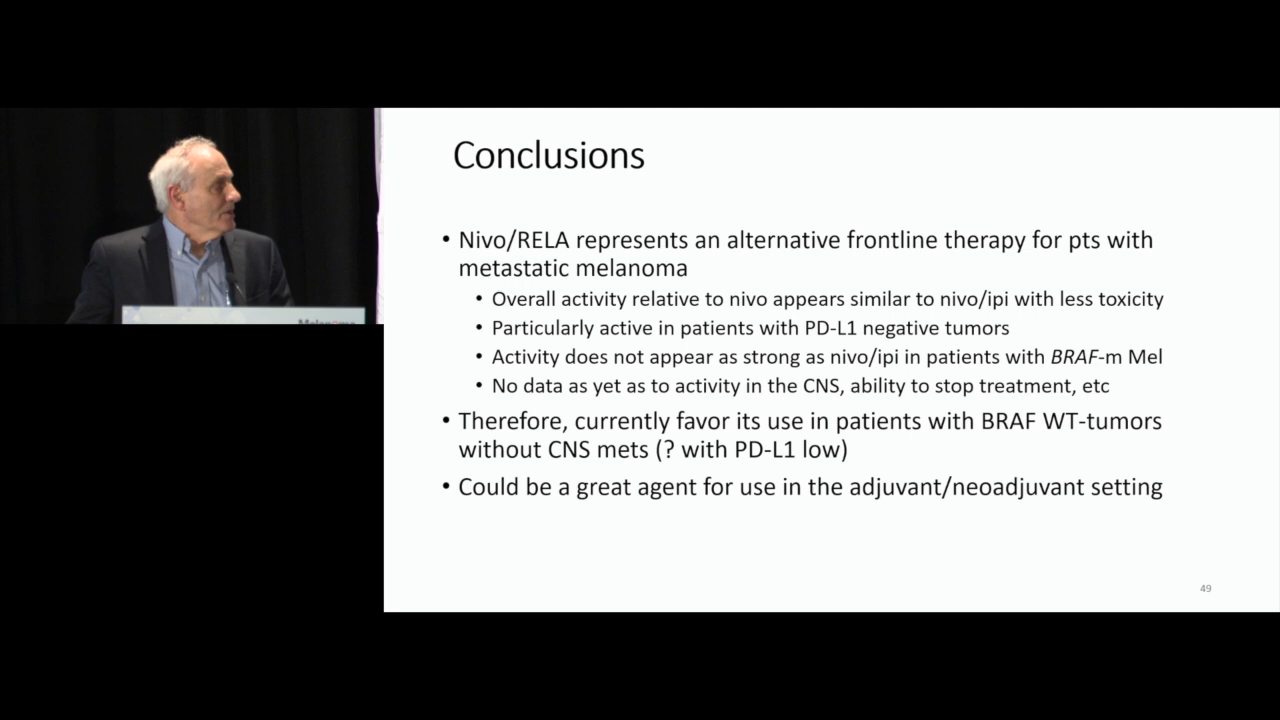 Conclusions
• Nivo/RELA represents an alternative frontline therapy for pts with
metastatic melanoma
• Overall activity relative to nivo appears similar to nivo/ipi with less toxicity
• Particularly active in patients with PD-L1 negative tumors
• Activity does not appear as strong as nivo/ipi in patients with BRAF-m Mel
• No data as yet as to activity in the CNS, ability to stop treatment, etc
• Therefore, currently favor its use in patients with BRAF WT-tumors
without CNS mets (? with PD-L1 low)
• Could be a great agent for use in the adjuvant/neoadjuvant setting
49